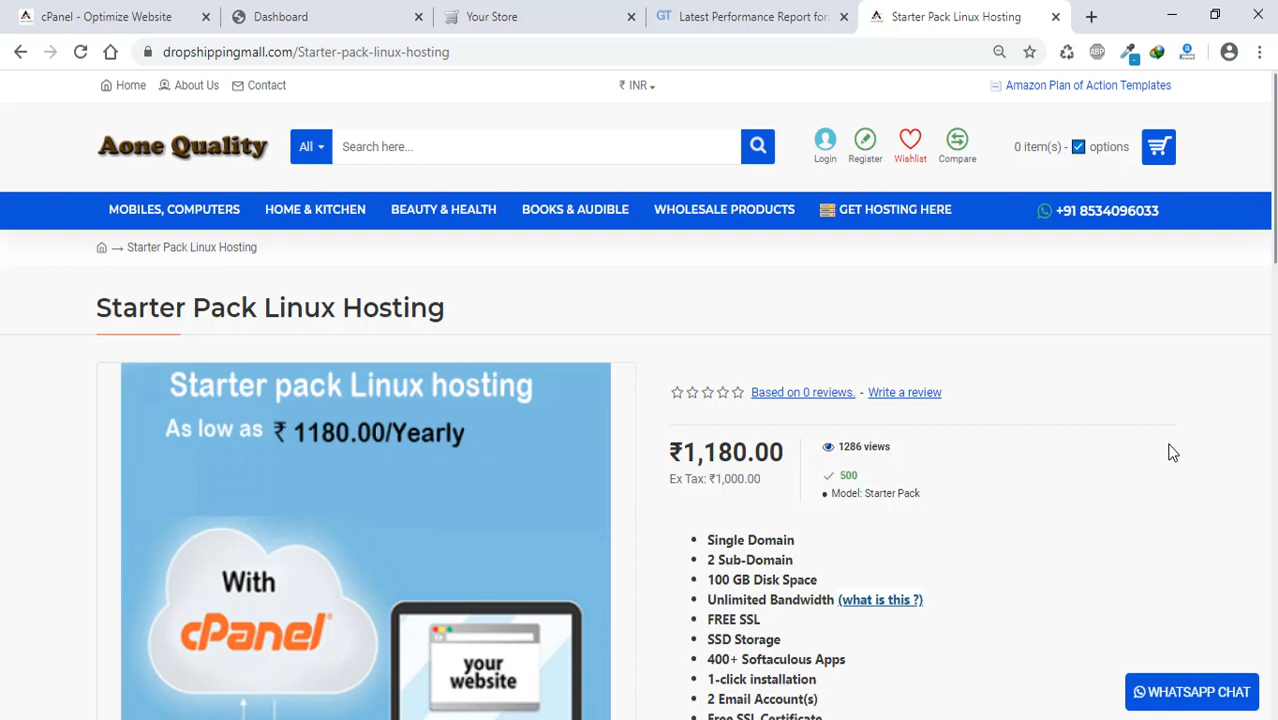 cPanel - Optimize Website
Dashboard
Your Store
GT Latest Performance Report for:
Starter Pack Linux Hosting
dropshippingmall.com/Starter-pack-linux-hosting
ABP
Home About Us Contact
₹ INR
Amazon Plan of Action Templates
Aone Quality
All
Search here...
Login Register Wishlist Compare
0 item(s) - options
MOBILES, COMPUTERS HOME & KITCHEN BEAUTY & HEALTH BOOKS & AUDIBLE WHOLESALE PRODUCTS GET HOSTING HERE +91 8534096033
→ Starter Pack Linux Hosting
Starter Pack Linux Hosting
Starter pack Linux hosting
As low as ₹ 1180.00/Yearly
With
cPanel
your
website
Based on 0 reviews. - Write a review
₹1,180.00
Ex Tax: ₹1,000.00
1286 views
500
• Model: Starter Pack
• Single Domain
• 2 Sub-Domain
• 100 GB Disk Space
• Unlimited Bandwidth (what is this ?)
• FREE SSL
• SSD Storage
• 400+ Softaculous Apps
• 1-click installation
• 2 Email Account(s)
• Free SSL Certificate
WHATSAPP CHAT